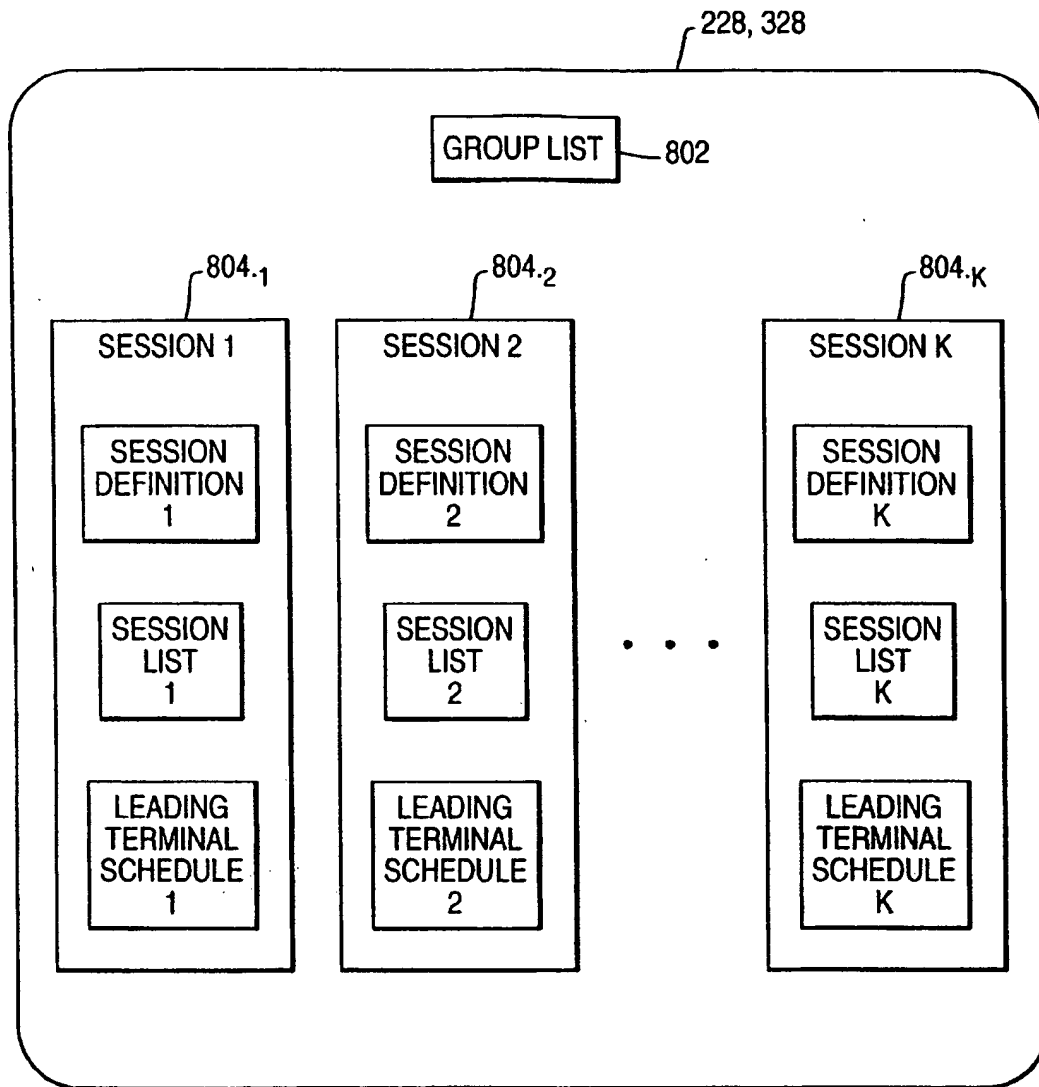 228, 328
GROUP LIST
802
804.1
804.2
804.K
SESSION 1
SESSION 2
SESSION K
SESSION
DEFINITION
1
SESSION
DEFINITION
2
SESSION
DEFINITION
K
SESSION
LIST
1
SESSION
LIST
2
SESSION
LIST
K
LEADING
TERMINAL
SCHEDULE
1
LEADING
TERMINAL
SCHEDULE
2
LEADING
TERMINAL
SCHEDULE
K